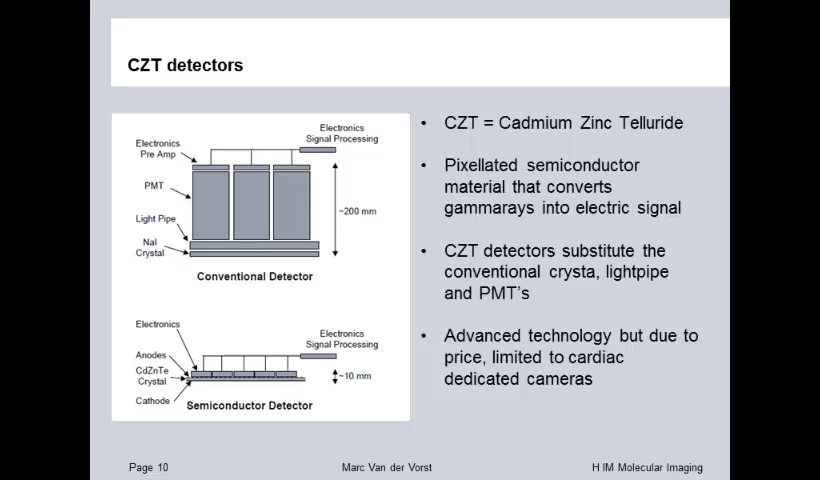 CZT detectors
Electronics
Signal Processing
Electronics
Pre Amp
PMT
~200 mm
Light Pipe
NaI
Crystal
Conventional Detector
Electronics
Electronics
Signal Processing
Anodes
CdZnTe
Crystal
~10 mm
Cathode
Semiconductor Detector
• CZT = Cadmium Zinc Telluride
• Pixellated semiconductor
material that converts
gammarays into electric signal
• CZT detectors substitute the
conventional crysta, lightpipe
and PMT's
• Advanced technology but due to
price, limited to cardiac
dedicated cameras
Page 10
Marc Van der Vorst
H IM Molecular Imaging